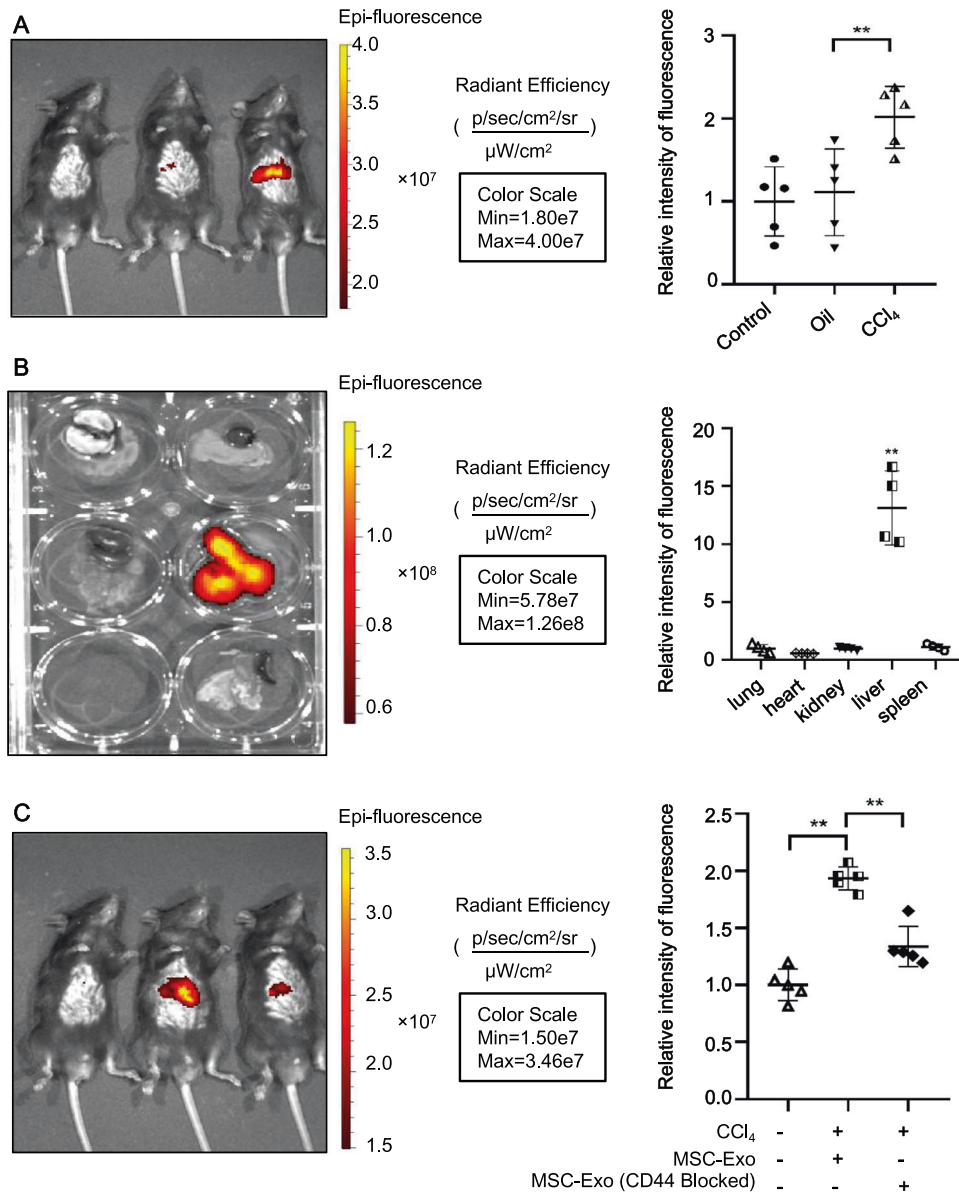 A
Epi-fluorescence
4.0
3.5
3.0
2.5
2.0
×10⁷
Radiant Efficiency
( p/sec/cm²/sr )
µW/cm²
Color Scale
Min=1.80e7
Max=4.00e7
Relative intensity of fluorescence
3
2
1
0
**
Control
Oil
CCl₄
B
Epi-fluorescence
1.2
1.0
0.8
0.6
×10⁸
Radiant Efficiency
( p/sec/cm²/sr )
µW/cm²
Color Scale
Min=5.78e7
Max=1.26e8
Relative intensity of fluorescence
20
15
10
5
0
**
lung
heart
kidney
liver
spleen
C
Epi-fluorescence
3.5
3.0
2.5
2.0
1.5
×10⁷
Radiant Efficiency
( p/sec/cm²/sr )
µW/cm²
Color Scale
Min=1.50e7
Max=3.46e7
Relative intensity of fluorescence
2.5
2.0
1.5
1.0
0.5
0.0
**
**
CCl₄ - + +
MSC-Exo - + -
MSC-Exo (CD44 Blocked) - - +